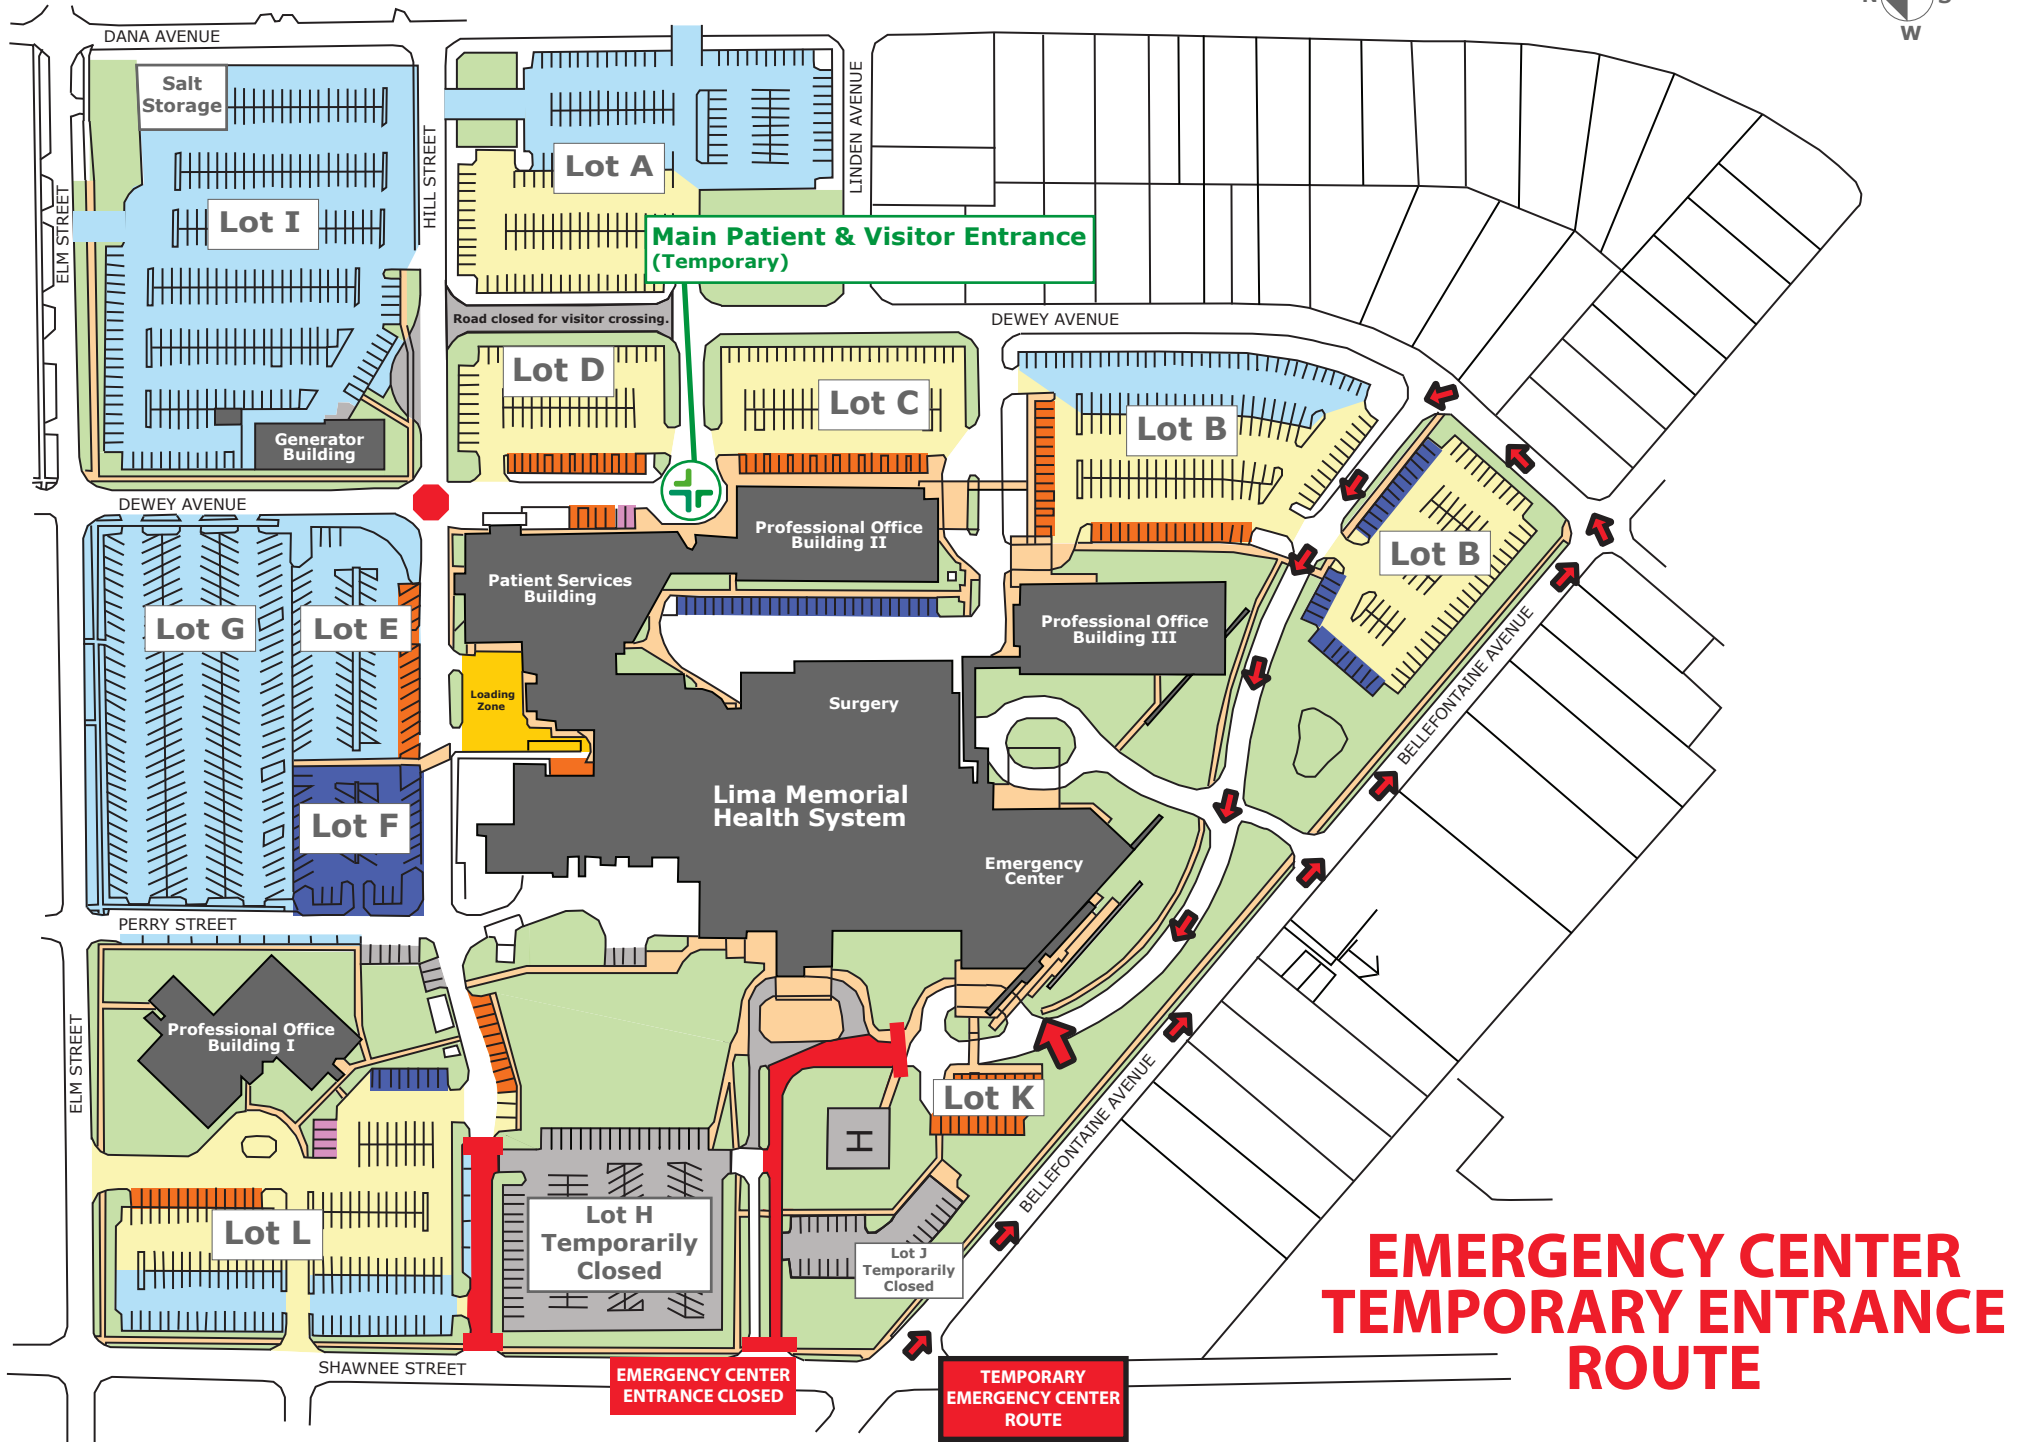 DANA AVENUE
S
W
Salt
Storage
HILL STREET
LINDEN AVENUE
Lot A
ELM STREET
Lot I
Main Patient & Visitor Entrance
(Temporary)
Road closed for visitor crossing.
DEWEY AVENUE
Lot D
Lot C
Lot B
Generator
Building
DEWEY AVENUE
Professional Office
Building II
Lot B
Patient Services
Building
Lot G
Lot E
Professional Office
Building III
BELLEFONTAINE AVENUE
Loading
Zone
Surgery
Lima Memorial
Health System
Lot F
Emergency
Center
PERRY STREET
Professional Office
Building I
ELM STREET
Lot K
H
BELLEFONTAINE AVENUE
Lot L
Lot H
Temporarily
Closed
Lot J
Temporarily
Closed
EMERGENCY CENTER
TEMPORARY ENTRANCE
ROUTE
SHAWNEE STREET
EMERGENCY CENTER
ENTRANCE CLOSED
TEMPORARY
EMERGENCY CENTER
ROUTE